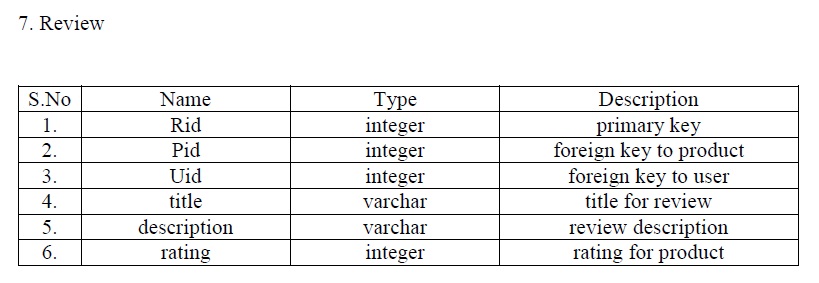 7. Review
S.No Name Type Description
1. Rid integer primary key
2. Pid integer foreign key to product
3. Uid integer foreign key to user
4. title varchar title for review
5. description varchar review description
6. rating integer rating for product